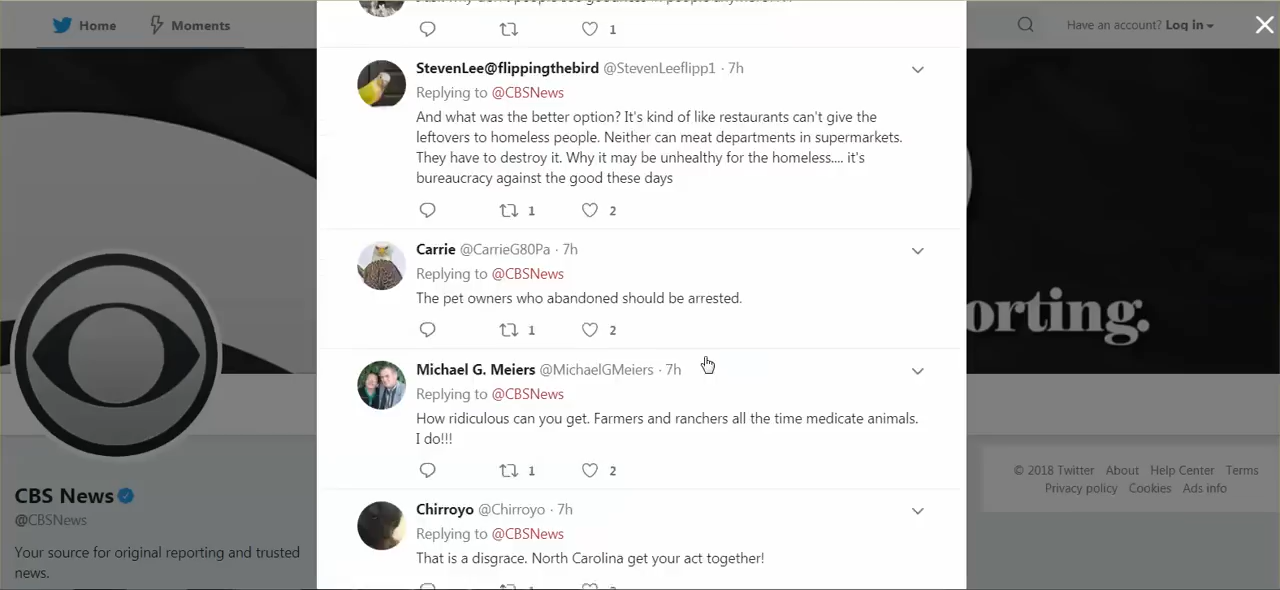 Home
Moments
Have an account? Log in
1
StevenLee@flippingthebird @StevenLeeflipp1 · 7h
Replying to @CBSNews
And what was the better option? It's kind of like restaurants can't give the
leftovers to homeless people. Neither can meat departments in supermarkets.
They have to destroy it. Why it may be unhealthy for the homeless.... it's
bureaucracy against the good these days
1 2
Carrie @CarrieG80Pa · 7h
Replying to @CBSNews
The pet owners who abandoned should be arrested.
1 2
Michael G. Meiers @MichaelGMeiers · 7h
Replying to @CBSNews
How ridiculous can you get. Farmers and ranchers all the time medicate animals.
I do!!!
1 2
Chirroyo @Chirroyo · 7h
Replying to @CBSNews
That is a disgrace. North Carolina get your act together!
CBS News
@CBSNews
Your source for original reporting and trusted
news.
orting.
© 2018 Twitter About Help Center Terms
Privacy policy Cookies Ads info